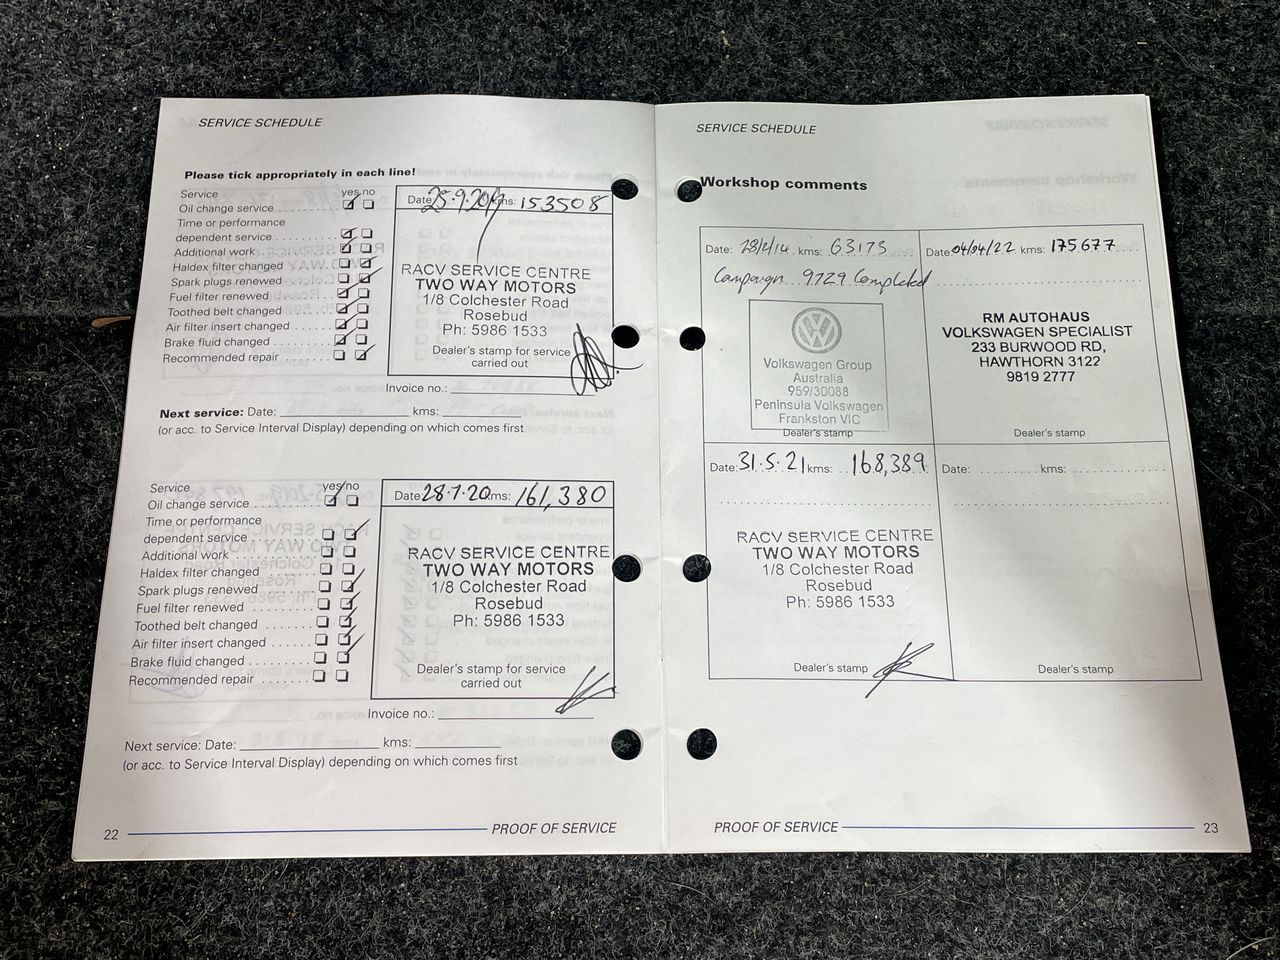 SERVICE SCHEDULE
Please tick appropriately in each line!
Service yes no
Oil change service
Time or performance
dependent service
Additional work
Haldex filter changed
Spark plugs renewed
Fuel filter renewed
Toothed belt changed
Air filter insert changed
Brake fluid changed
Recommended repair
Date: 25.9.2019 kms: 153508
RACV SERVICE CENTRE
TWO WAY MOTORS
1/8 Colchester Road
Rosebud
Ph: 5986 1533
Dealer's stamp for service
carried out
Invoice no.:
Next service: Date: kms:
(or acc. to Service Interval Display) depending on which comes first
Service yes no
Oil change service
Time or performance
dependent service
Additional work
Haldex filter changed
Spark plugs renewed
Fuel filter renewed
Toothed belt changed
Air filter insert changed
Brake fluid changed
Recommended repair
Date: 28.7.20 kms: 161,380
RACV SERVICE CENTRE
TWO WAY MOTORS
1/8 Colchester Road
Rosebud
Ph: 5986 1533
Dealer's stamp for service
carried out
Invoice no.:
Next service: Date: kms:
(or acc. to Service Interval Display) depending on which comes first
22 PROOF OF SERVICE
SERVICE SCHEDULE
Workshop comments
Date: 28/2/14 kms: 63173
Campaign 9729 Completed
Volkswagen Group
Australia
959/30088
Peninsula Volkswagen
Frankston VIC
Dealer's stamp
Date: 04/04/22 kms: 175677
RM AUTOHAUS
VOLKSWAGEN SPECIALIST
233 BURWOOD RD,
HAWTHORN 3122
9819 2777
Dealer's stamp
Date: 31.5.21 kms: 168,389
RACV SERVICE CENTRE
TWO WAY MOTORS
1/8 Colchester Road
Rosebud
Ph: 5986 1533
Dealer's stamp
Date: kms:
Dealer's stamp
PROOF OF SERVICE 23